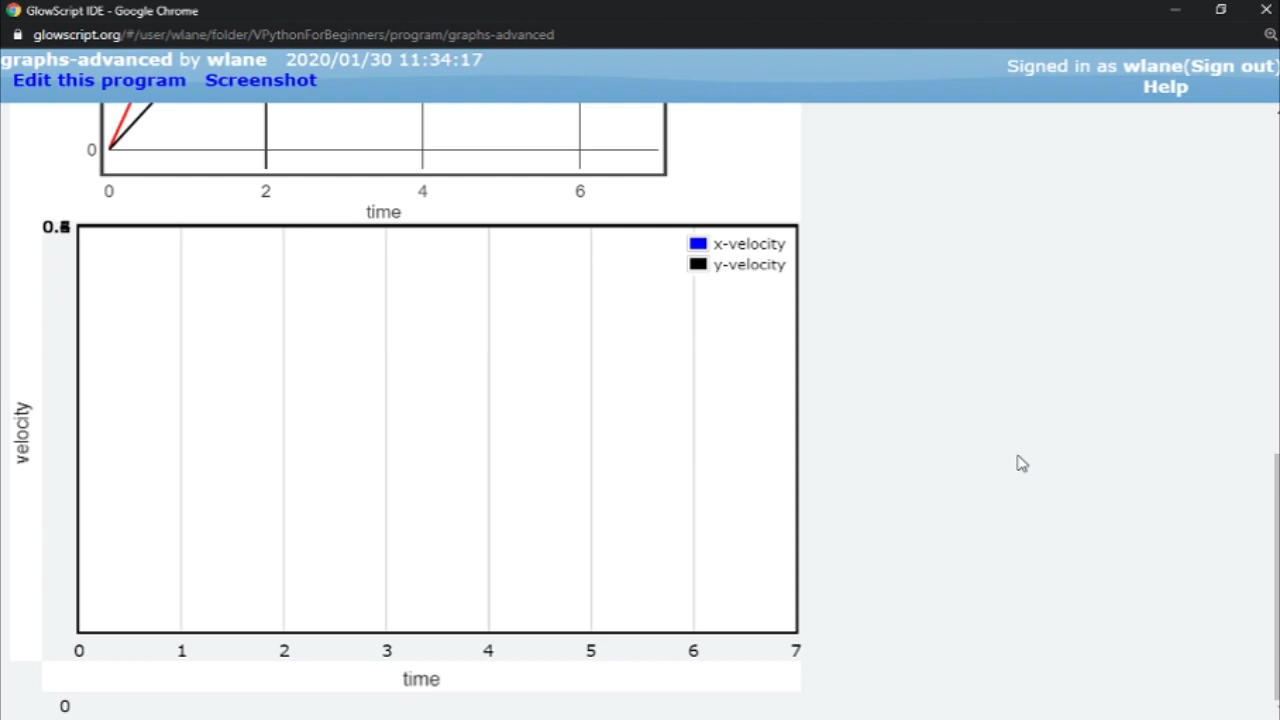 GlowScript IDE - Google Chrome
glowscript.org/#/user/wlane/folder/VPythonForBeginners/program/graphs-advanced
graphs-advanced by wlane 2020/01/30 11:34:17
Signed in as wlane(Sign out)
Edit this program Screenshot
Help
0
0 2 4 6
time
x-velocity
y-velocity
velocity
0 1 2 3 4 5 6 7
time
0